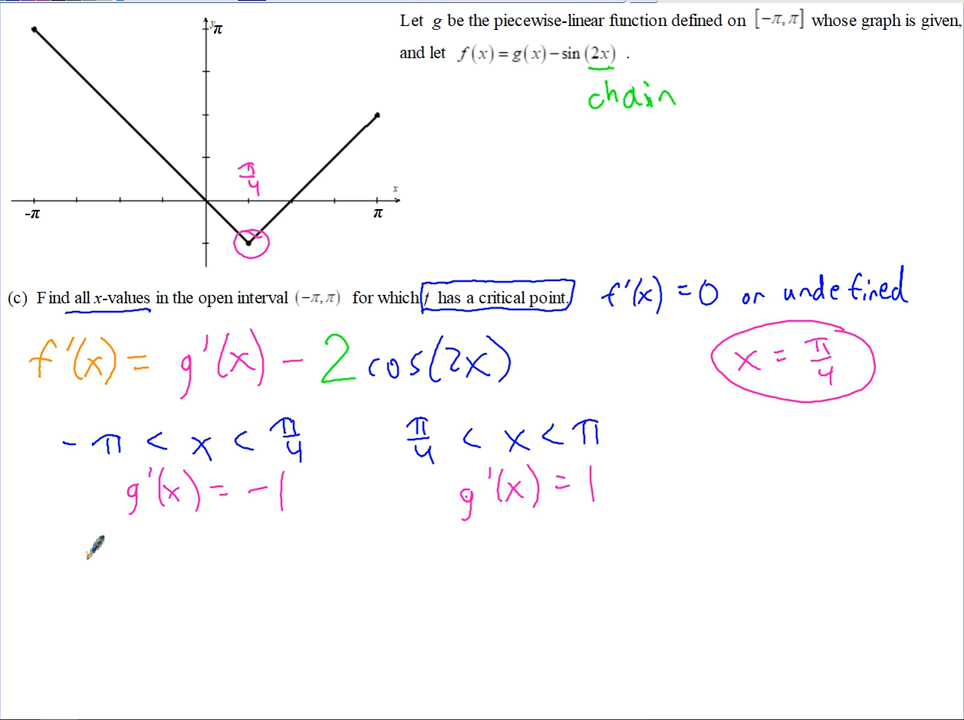 Let g be the piecewise-linear function defined on [−π, π] whose graph is given,
and let f(x) = g(x) − sin(2x) .
chain
y
π
π/4
x
-π
π
(c) Find all x-values in the open interval (−π, π) for which f has a critical point.
f'(x) = 0 or undefined
f'(x) = g'(x) − 2 cos(2x)
x = π/4
-π < x < π/4
π/4 < x < π
g'(x) = -1
g'(x) = 1